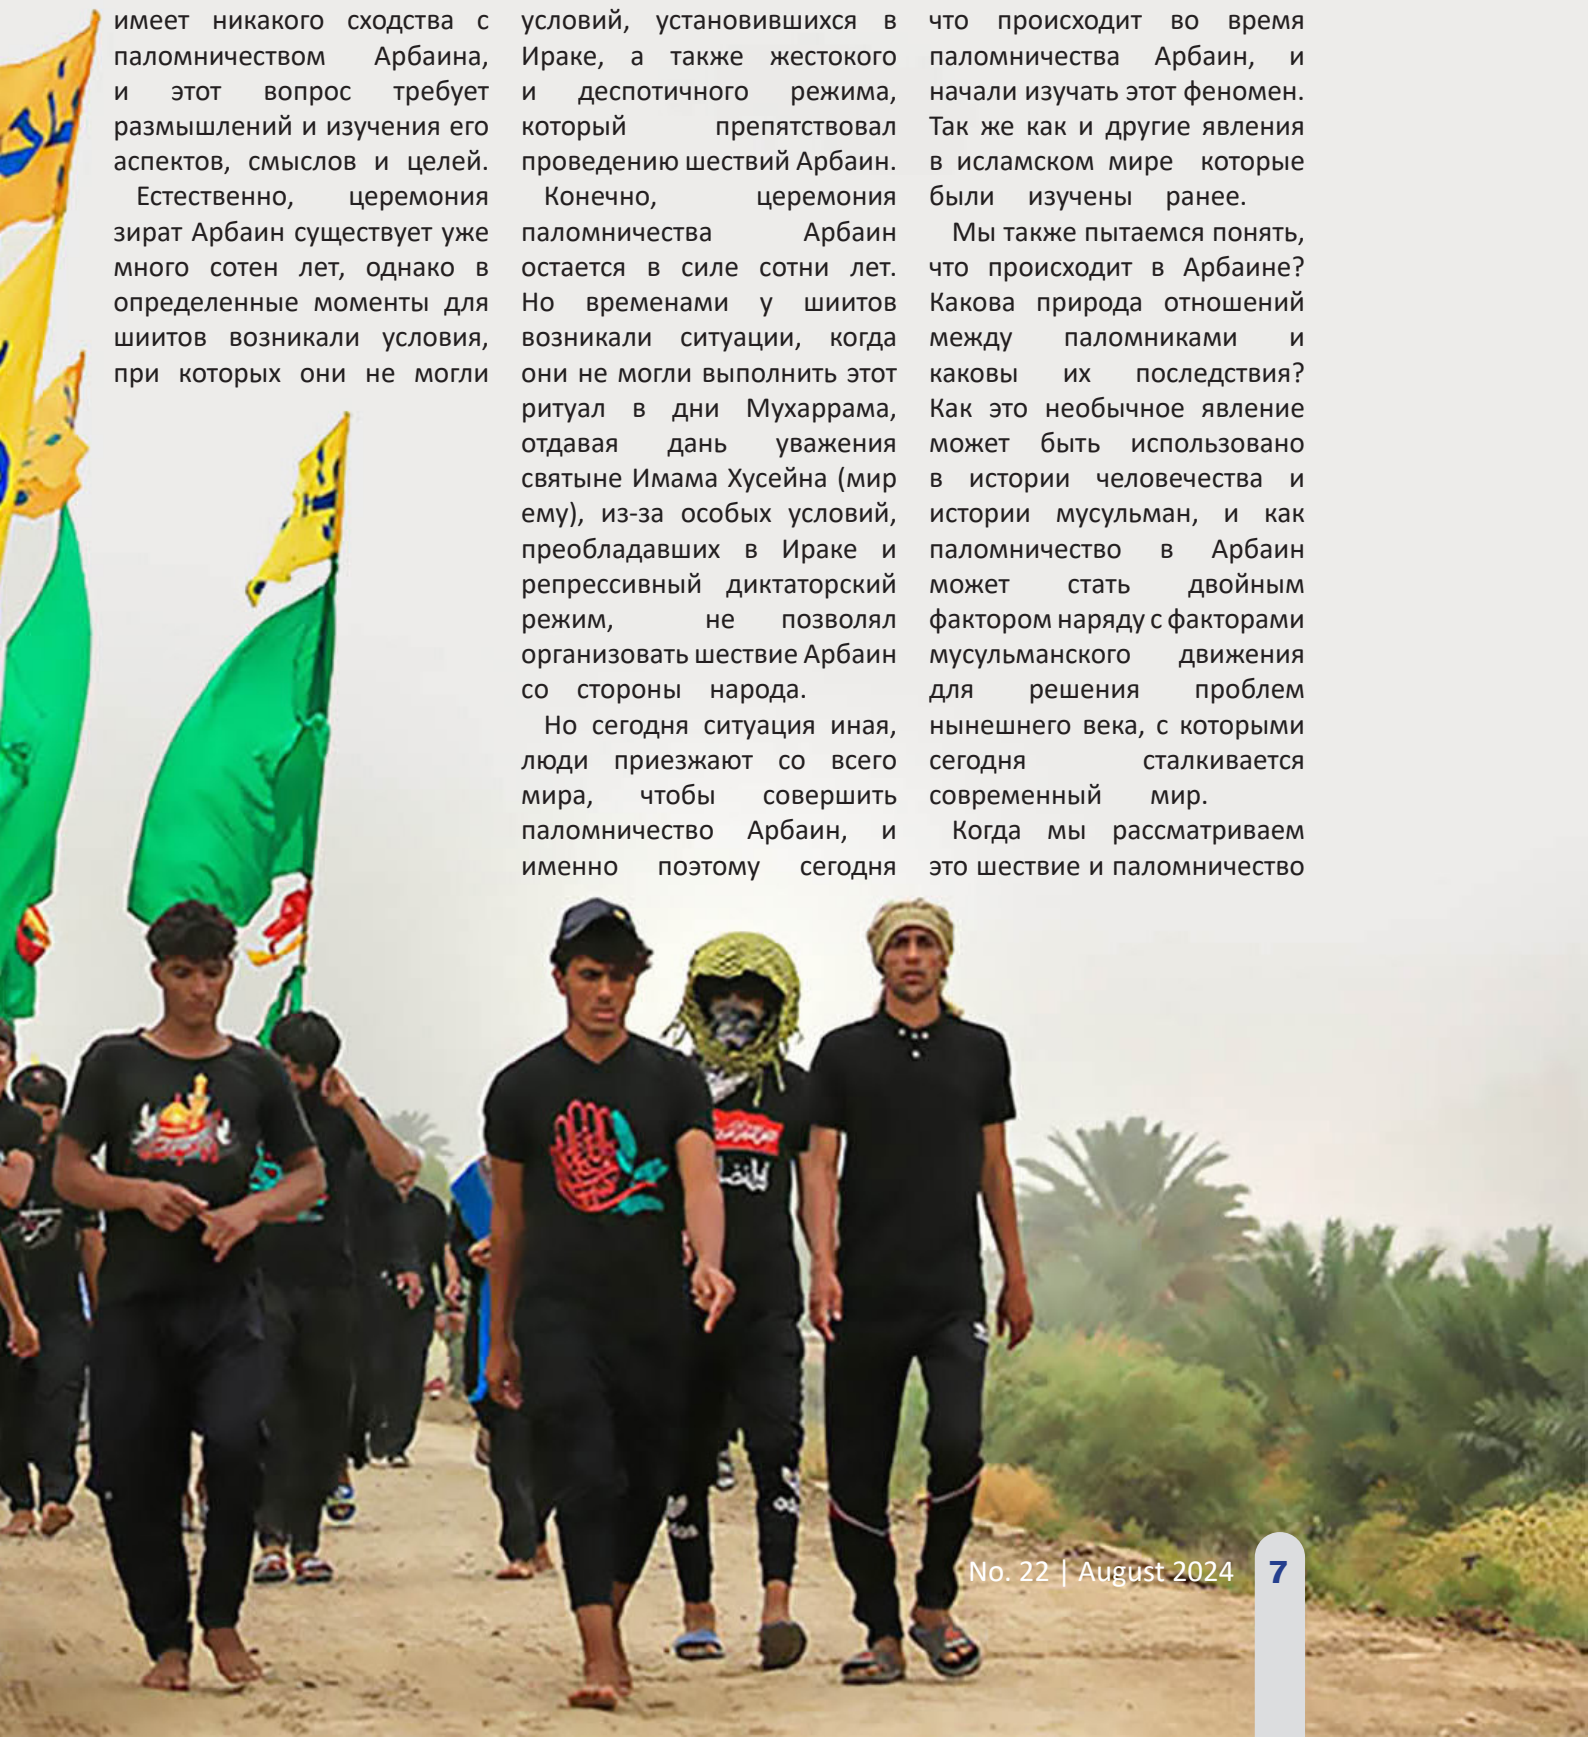 имеет никакого сходства с
паломничеством Арбаина,
и этот вопрос требует
размышлений и изучения его
аспектов, смыслов и целей.
Естественно, церемония
зират Арбаин существует уже
много сотен лет, однако в
определенные моменты для
шиитов возникали условия,
при которых они не могли
условий, установившихся в
Ираке, а также жестокого
и деспотичного режима,
который препятствовал
проведению шествий Арбаин.
Конечно, церемония
паломничества Арбаин
остается в силе сотни лет.
Но временами у шиитов
возникали ситуации, когда
они не могли выполнить этот
ритуал в дни Мухаррама,
отдавая дань уважения
святыне Имама Хусейна (мир
ему), из-за особых условий,
преобладавших в Ираке и
репрессивный диктаторский
режим, не позволял
организовать шествие Арбаин
со стороны народа.
Но сегодня ситуация иная,
люди приезжают со всего
мира, чтобы совершить
паломничество Арбаин, и
именно поэтому сегодня
что происходит во время
паломничества Арбаин, и
начали изучать этот феномен.
Так же как и другие явления
в исламском мире которые
были изучены ранее.
Мы также пытаемся понять,
что происходит в Арбаине?
Какова природа отношений
между паломниками и
каковы их последствия?
Как это необычное явление
может быть использовано
в истории человечества и
истории мусульман, и как
паломничество в Арбаин
может стать двойным
фактором наряду с факторами
мусульманского движения
для решения проблем
нынешнего века, с которыми
сегодня сталкивается
современный мир.
Когда мы рассматриваем
это шествие и паломничество
No. 22 | August 2024 7